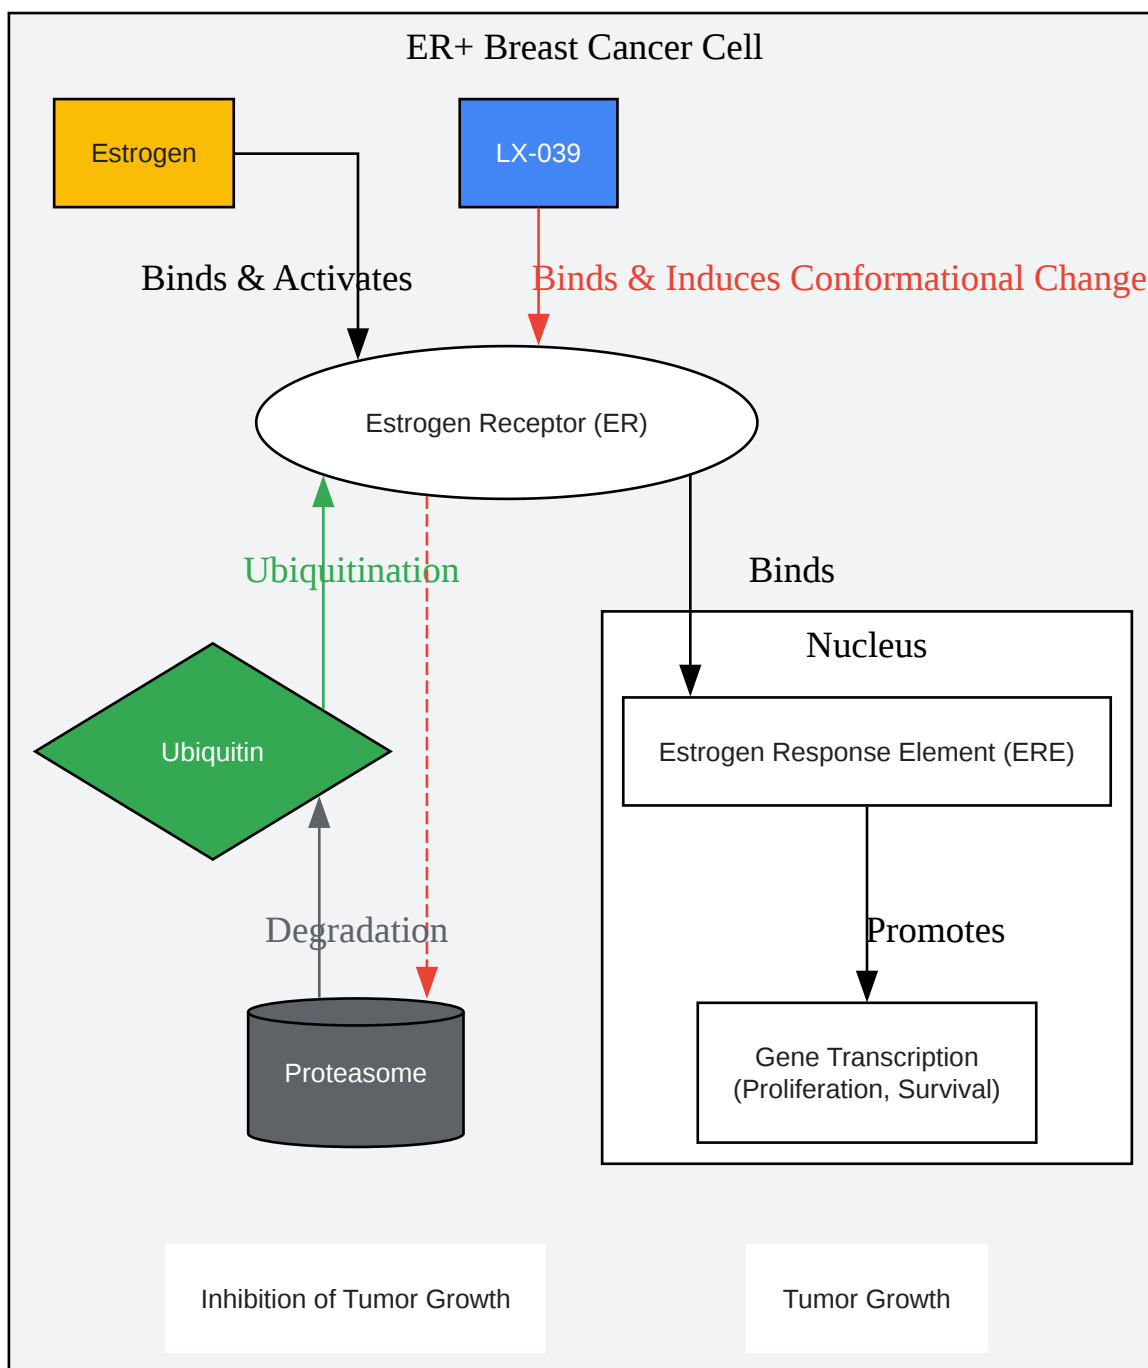 ER+ Breast Cancer Cell
Estrogen
LX-039
Binds & Activates
Binds & Induces Conformational Change
Estrogen Receptor (ER)
Ubiquitination
Binds
Nucleus
Ubiquitin
Estrogen Response Element (ERE)
Degradation
Promotes
Proteasome
Gene Transcription
(Proliferation, Survival)
Inhibition of Tumor Growth
Tumor Growth